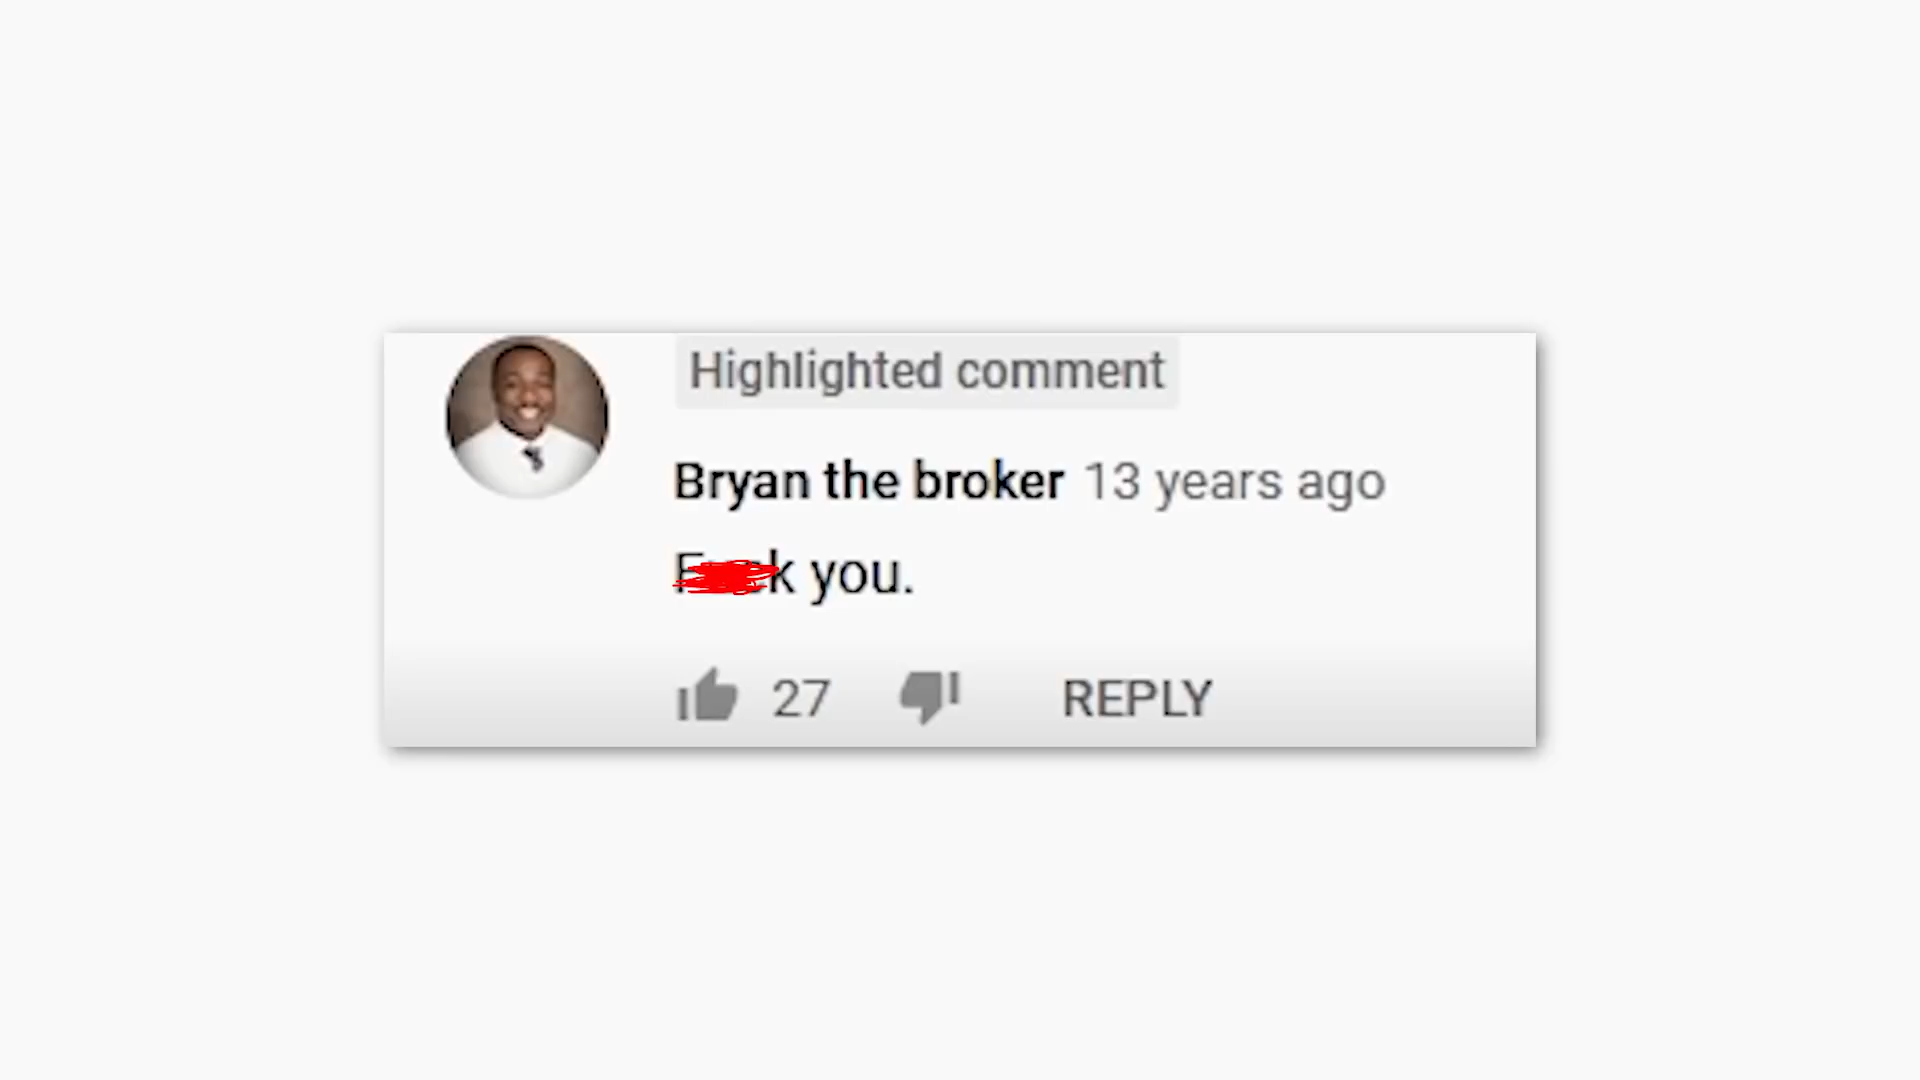 Highlighted comment
Bryan the broker 13 years ago
k you.
27
REPLY